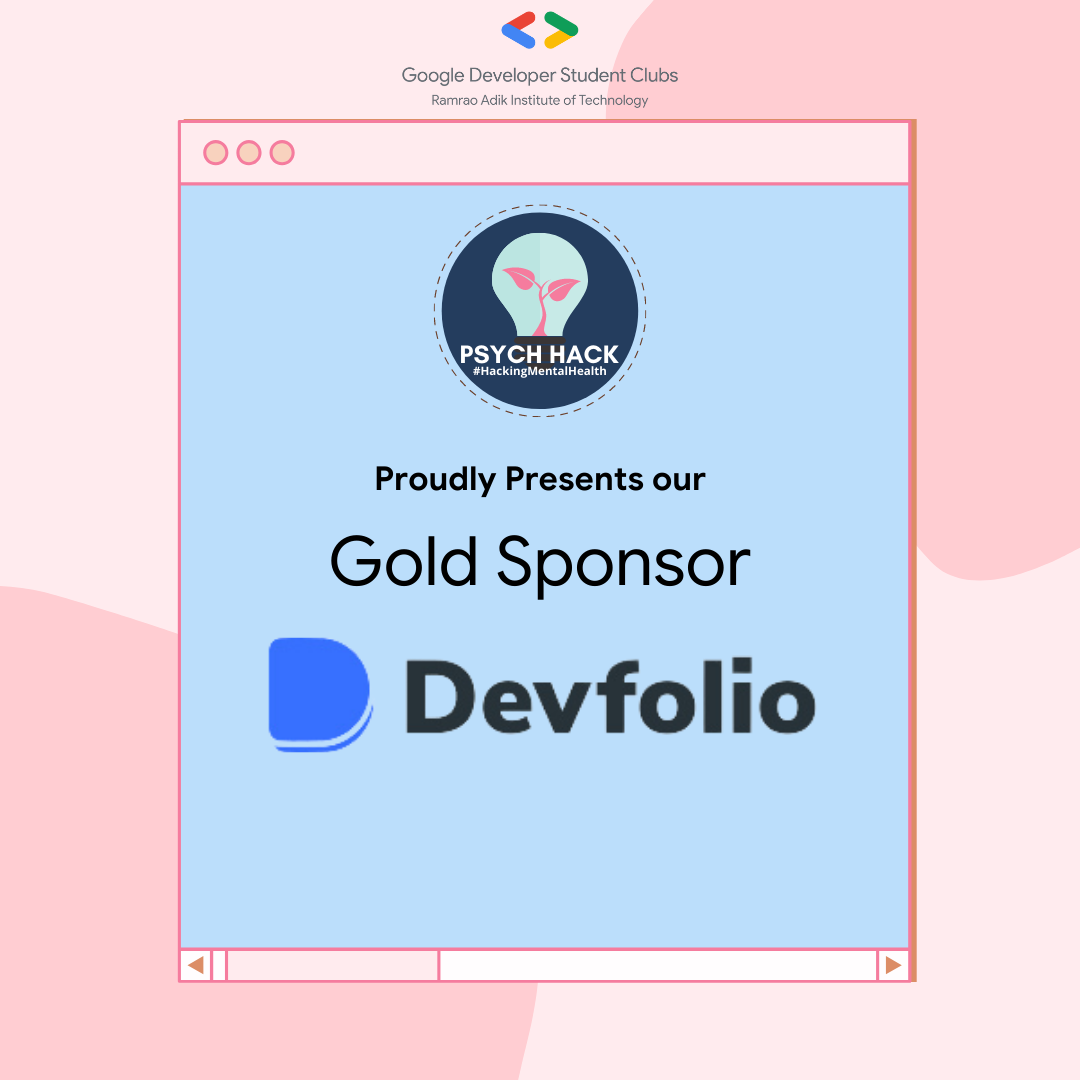 Google Developer Student Clubs
Ramrao Adik Institute of Technology
PSYCH HACK
#HackingMentalHealth
Proudly Presents our
Gold Sponsor
Devfolio